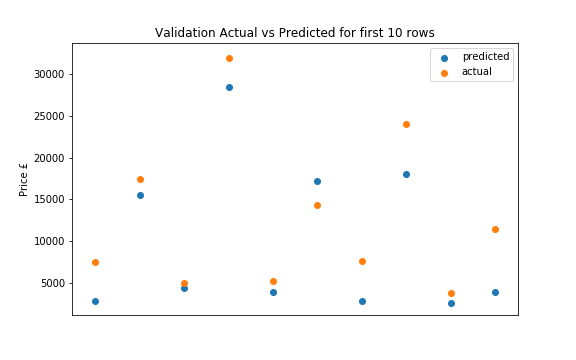 Validation Actual vs Predicted for first 10 rows
predicted
actual
Price £
30000
25000
20000
15000
10000
5000